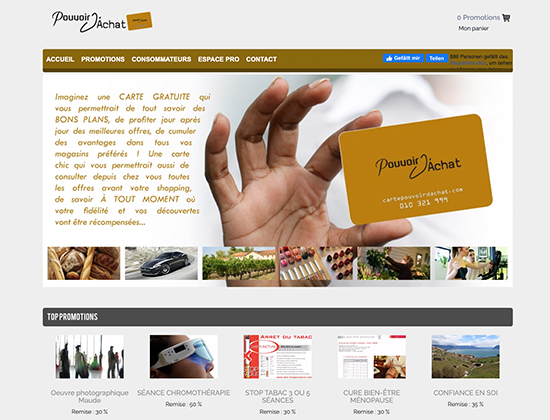 Pouvoir D'Achat
0 Promotions
Mon panier
ACCUEIL PROMOTIONS CONSOMMATEURS ESPACE PRO CONTACT
Gefällt mir Teilen
886 Personen gefällt das.
um sehen
Imaginez une CARTE GRATUITE qui
vous permettrait de tout savoir des
BONS PLANS, de profiter jour après
jour des meilleures offres, de cumuler
des avantages dans tous vos
magasins préférés ! Une carte
chic qui vous permettrait aussi de
consulter depuis chez vous toutes
les offres avant votre shopping,
de savoir À TOUT MOMENT où
votre fidélité et vos découvertes
vont être récompensées...
Pouvoir D'Achat
cartepouvoirdachat.com
010 321 999
TOP PROMOTIONS
Oeuvre photographique
Maude
Remise : 30 %
SÉANCE CHROMOTHÉRAPIE
Remise : 50 %
ARRÊT DU TABAC
STOP TABAC 3 OU 5
SÉANCES
Remise : 30 %
CURE BIEN-ÊTRE
MÉNOPAUSE
Remise : 30 %
CONFIANCE EN SOI
Remise : 35 %